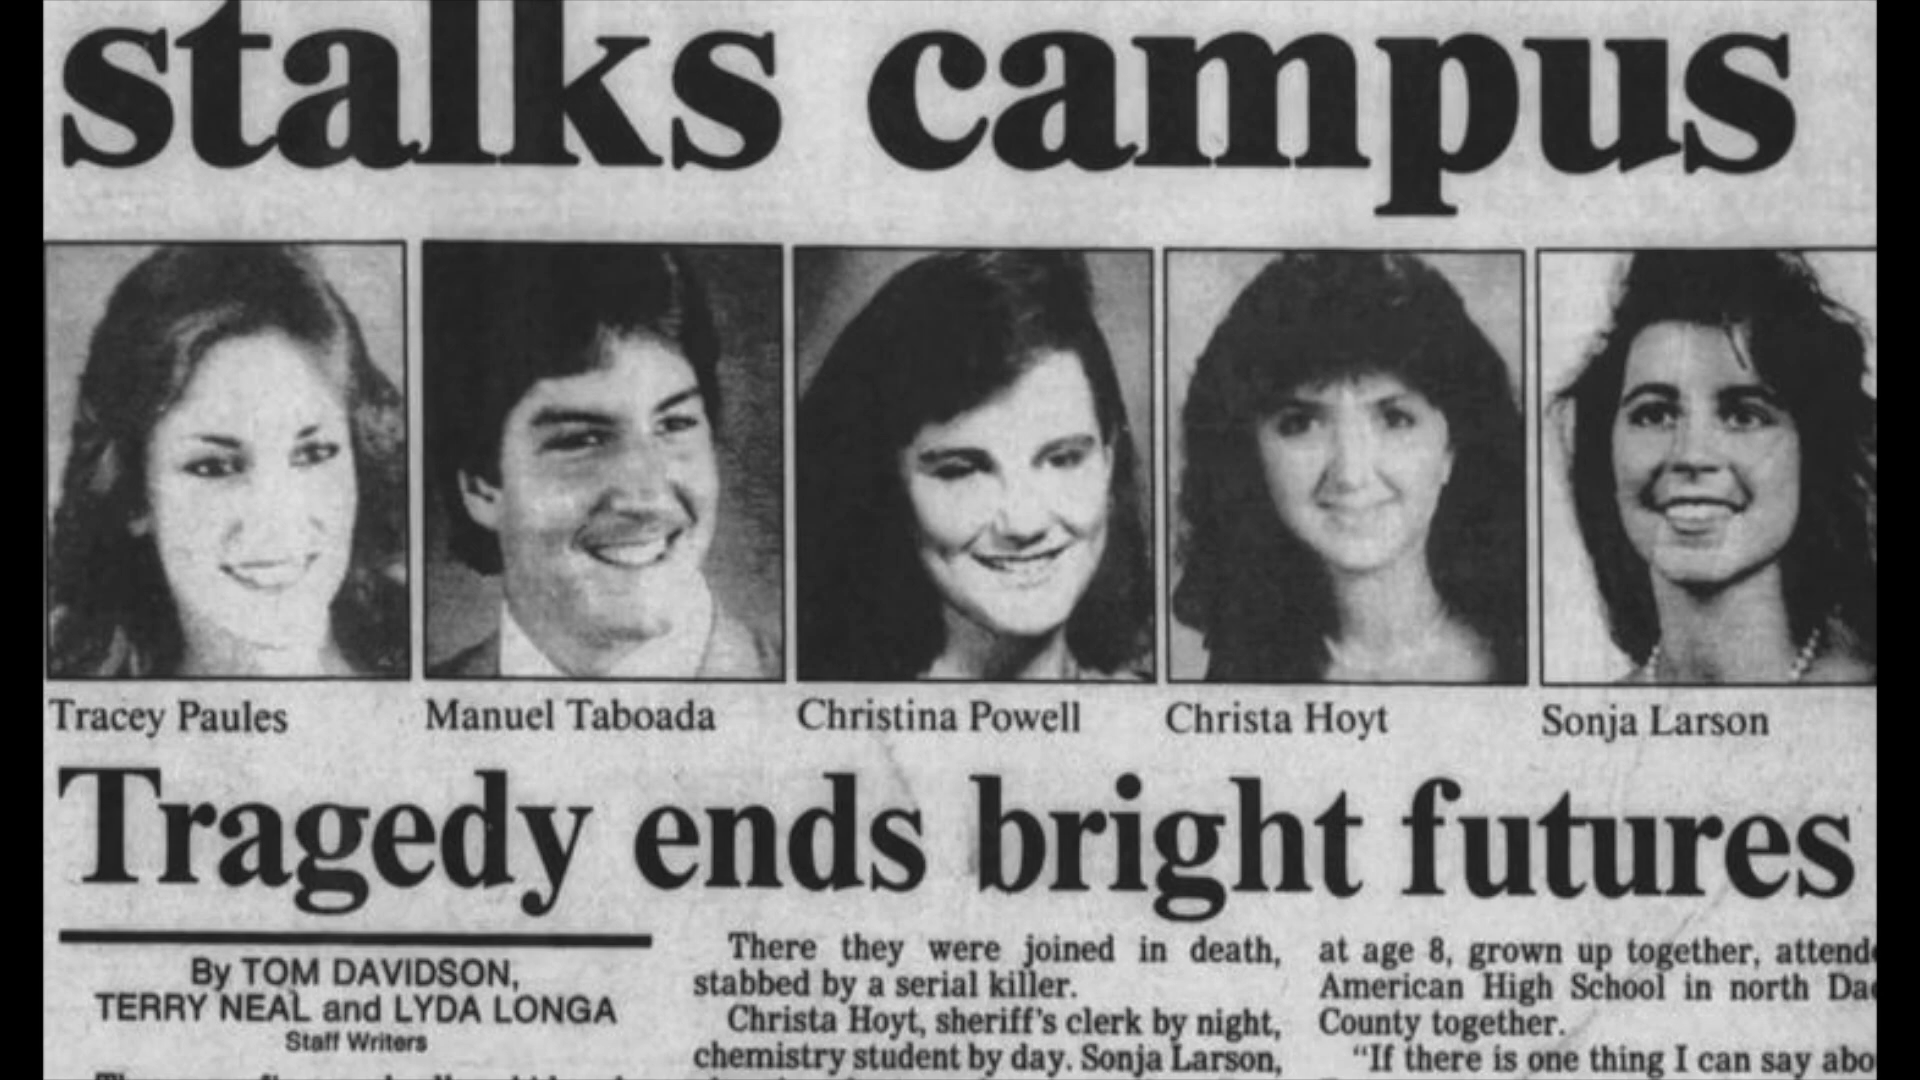 stalks campus
Tracey Paules
Manuel Taboada
Christina Powell
Christa Hoyt
Sonja Larson
Tragedy ends bright futures
By TOM DAVIDSON,
TERRY NEAL and LYDA LONGA
Staff Writers
There they were joined in death,
stabbed by a serial killer.
Christa Hoyt, sheriff's clerk by night,
chemistry student by day. Sonja Larson,
at age 8, grown up together, attende
American High School in north Da
County together.
"If there is one thing I can say abo